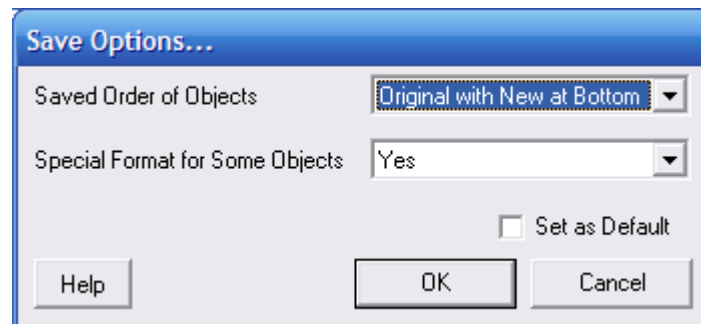 Save Options...
Saved Order of Objects Original with New at Bottom
Special Format for Some Objects Yes
Set as Default
Help OK Cancel